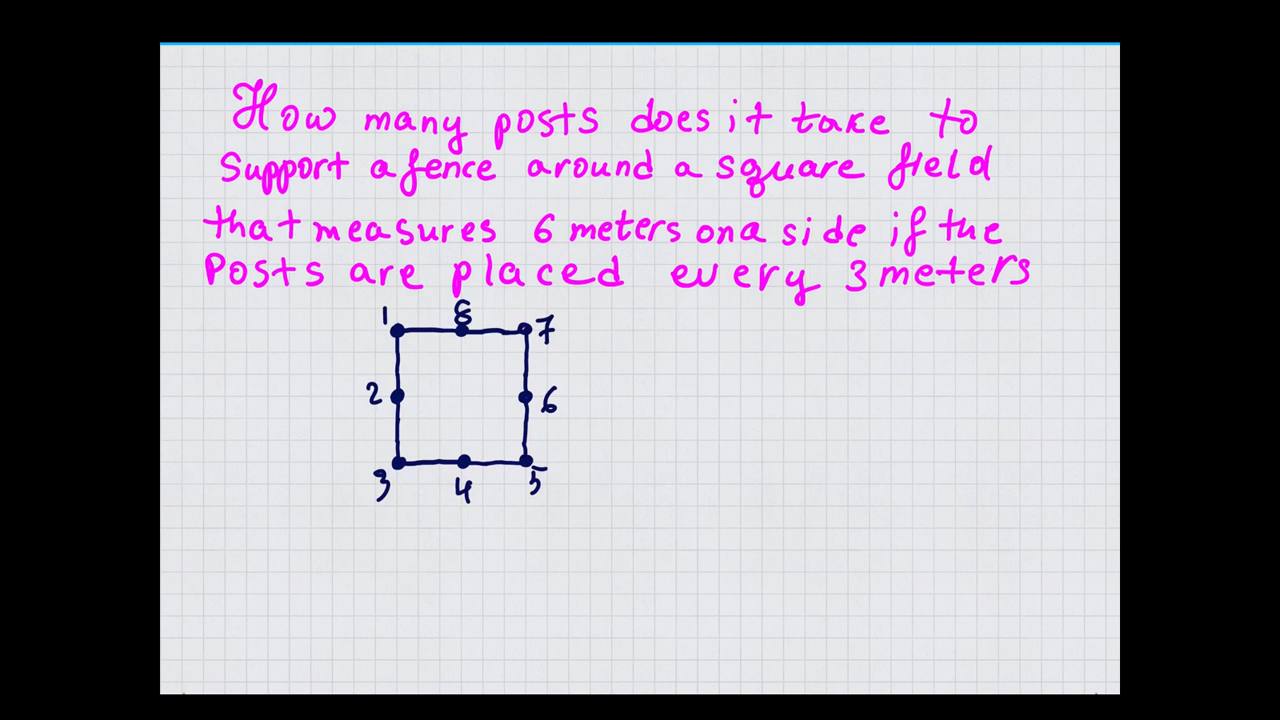 How many posts does it take to
Support a fence around a square field
that measures 6 meters on a side if the
Posts are placed every 3 meters
1 8 7
2 6
3 4 5